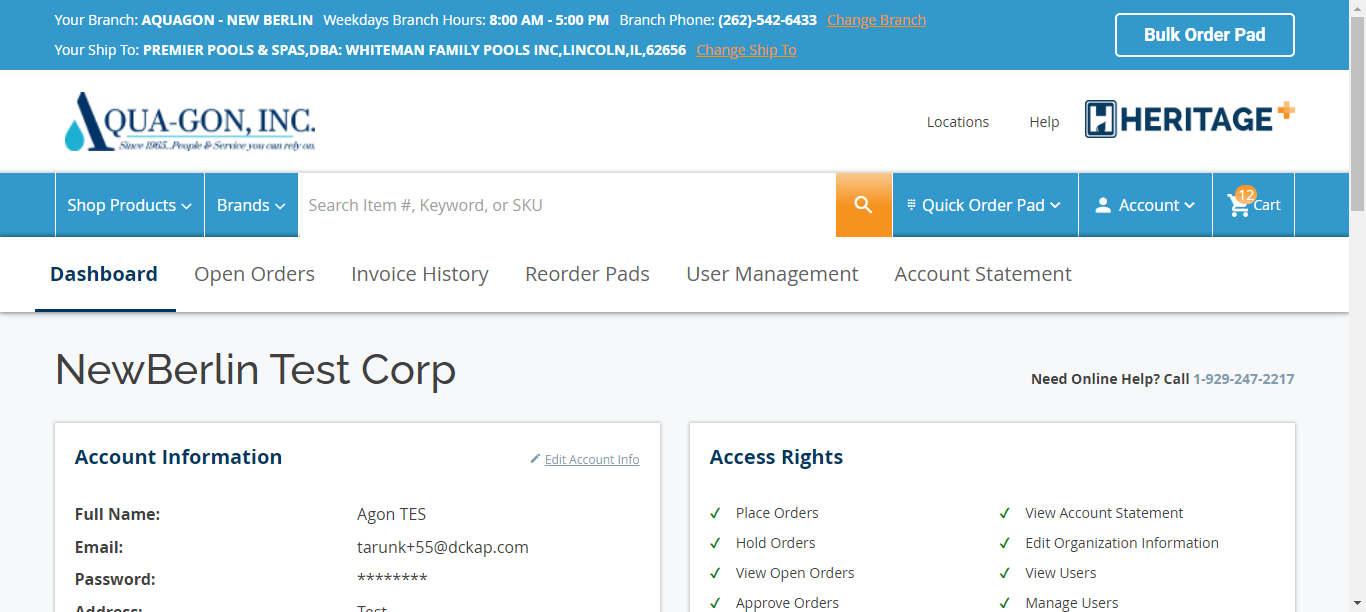 Your Branch: AQUAGON - NEW BERLIN Weekdays Branch Hours: 8:00 AM - 5:00 PM Branch Phone: (262)-542-6433 Change Branch
Your Ship To: PREMIER POOLS & SPAS,DBA: WHITEMAN FAMILY POOLS INC,LINCOLN,IL,62656 Change Ship To
Bulk Order Pad
AQUA-GON, INC.
Since 1965...People & Service you can rely on.
Locations Help HERITAGE+
Shop Products Brands Search Item #, Keyword, or SKU Quick Order Pad Account 12 Cart
Dashboard Open Orders Invoice History Reorder Pads User Management Account Statement
NewBerlin Test Corp
Need Online Help? Call 1-929-247-2217
Account Information Edit Account Info
Full Name: Agon TES
Email: tarunk+55@dckap.com
Password: ********
Address: Test
Access Rights
Place Orders View Account Statement
Hold Orders Edit Organization Information
View Open Orders View Users
Approve Orders Manage Users